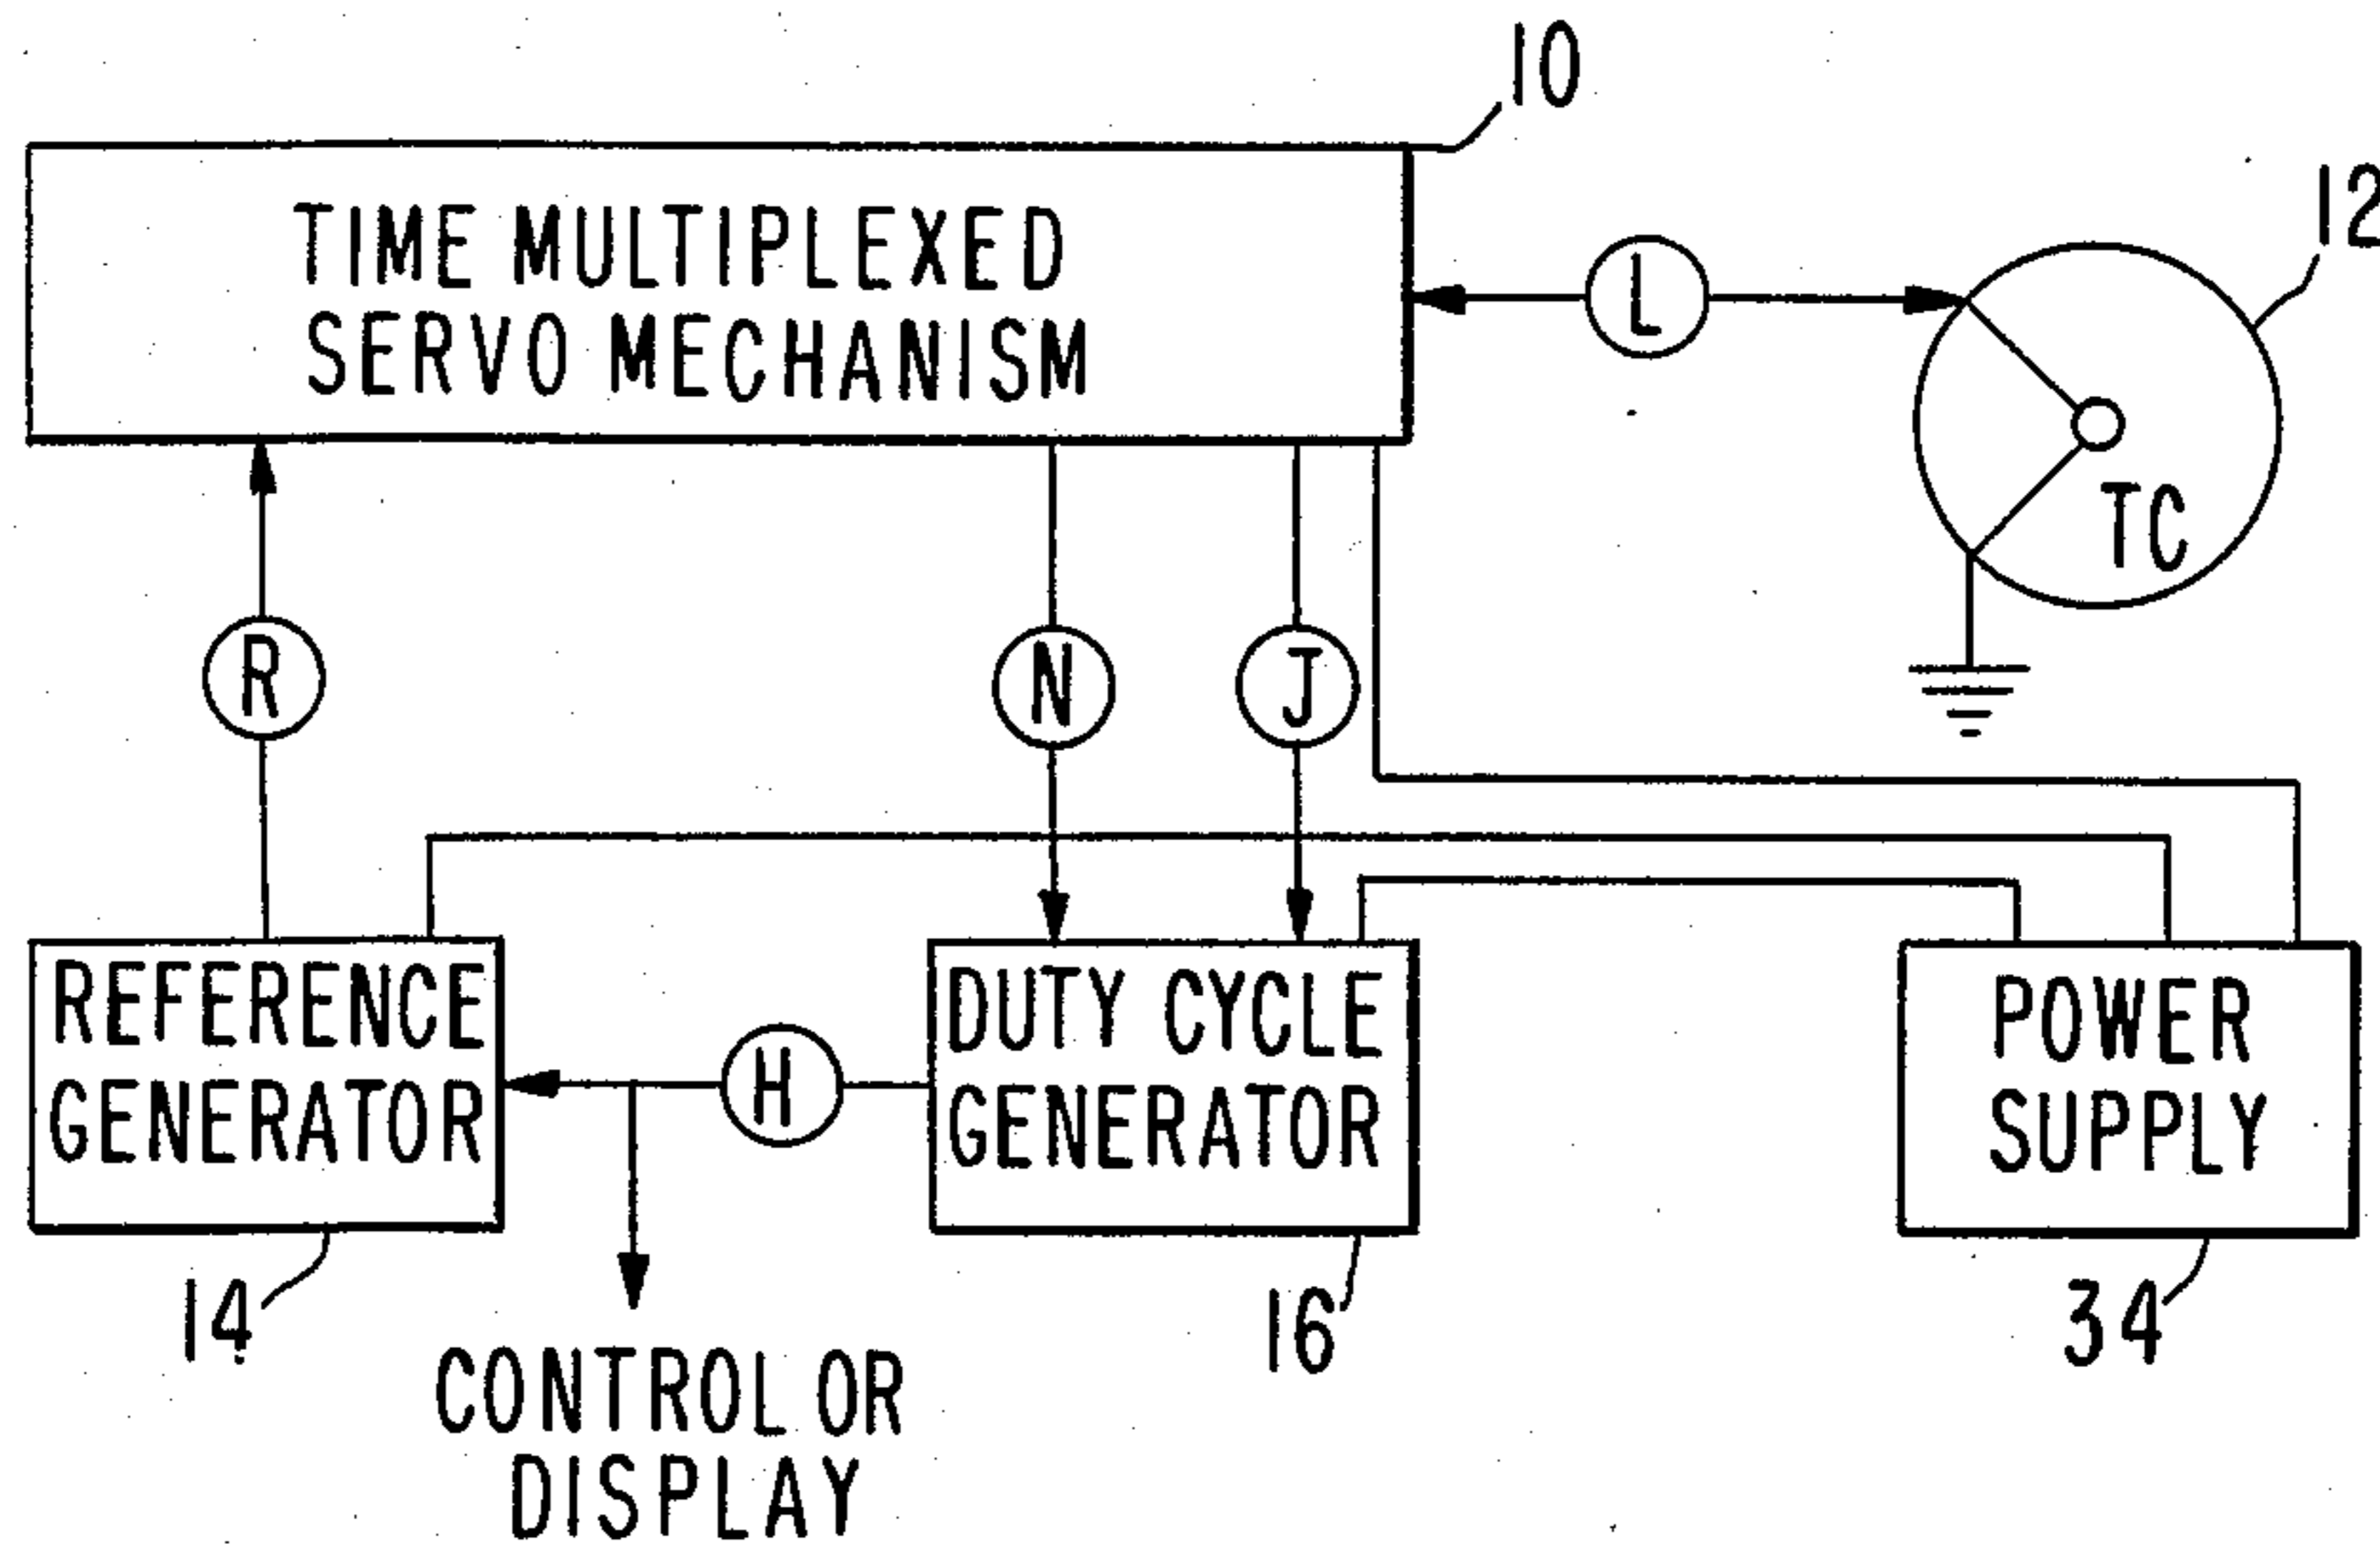 10
TIME MULTIPLEXED
SERVO MECHANISM
12
L
TC
R
N
J
REFERENCE
GENERATOR
H
DUTY CYCLE
GENERATOR
POWER
SUPPLY
14
16
34
CONTROL OR
DISPLAY